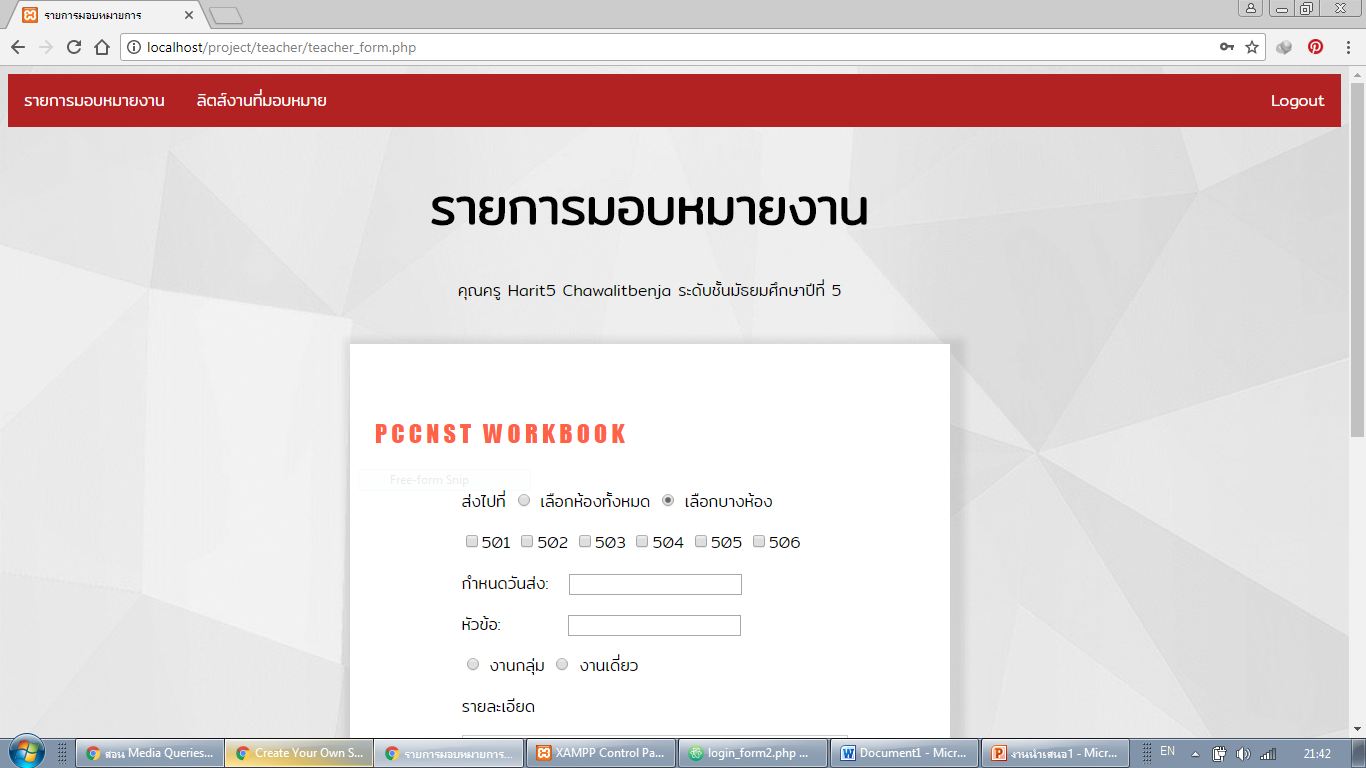 รายการมอบหมายการ
localhost/project/teacher/teacher_form.php
รายการมอบหมายงาน ลิตส์งานที่มอบหมาย Logout
รายการมอบหมายงาน
คุณครู Harit5 Chawalitbenja ระดับชั้นมัธยมศึกษาปีที่ 5
PCCNST WORKBOOK
Free-form Snip
ส่งไปที่ เลือกห้องทั้งหมด เลือกบางห้อง
501 502 503 504 505 506
กำหนดวันส่ง:
หัวข้อ:
งานกลุ่ม งานเดี่ยว
รายละเอียด
สอน Media Queries... Create Your Own S... รายการมอบหมายการ... XAMPP Control Pa... login_form2.php ... Document1 - Micr... งานนำเสนอ1 - Micr... EN 21:42